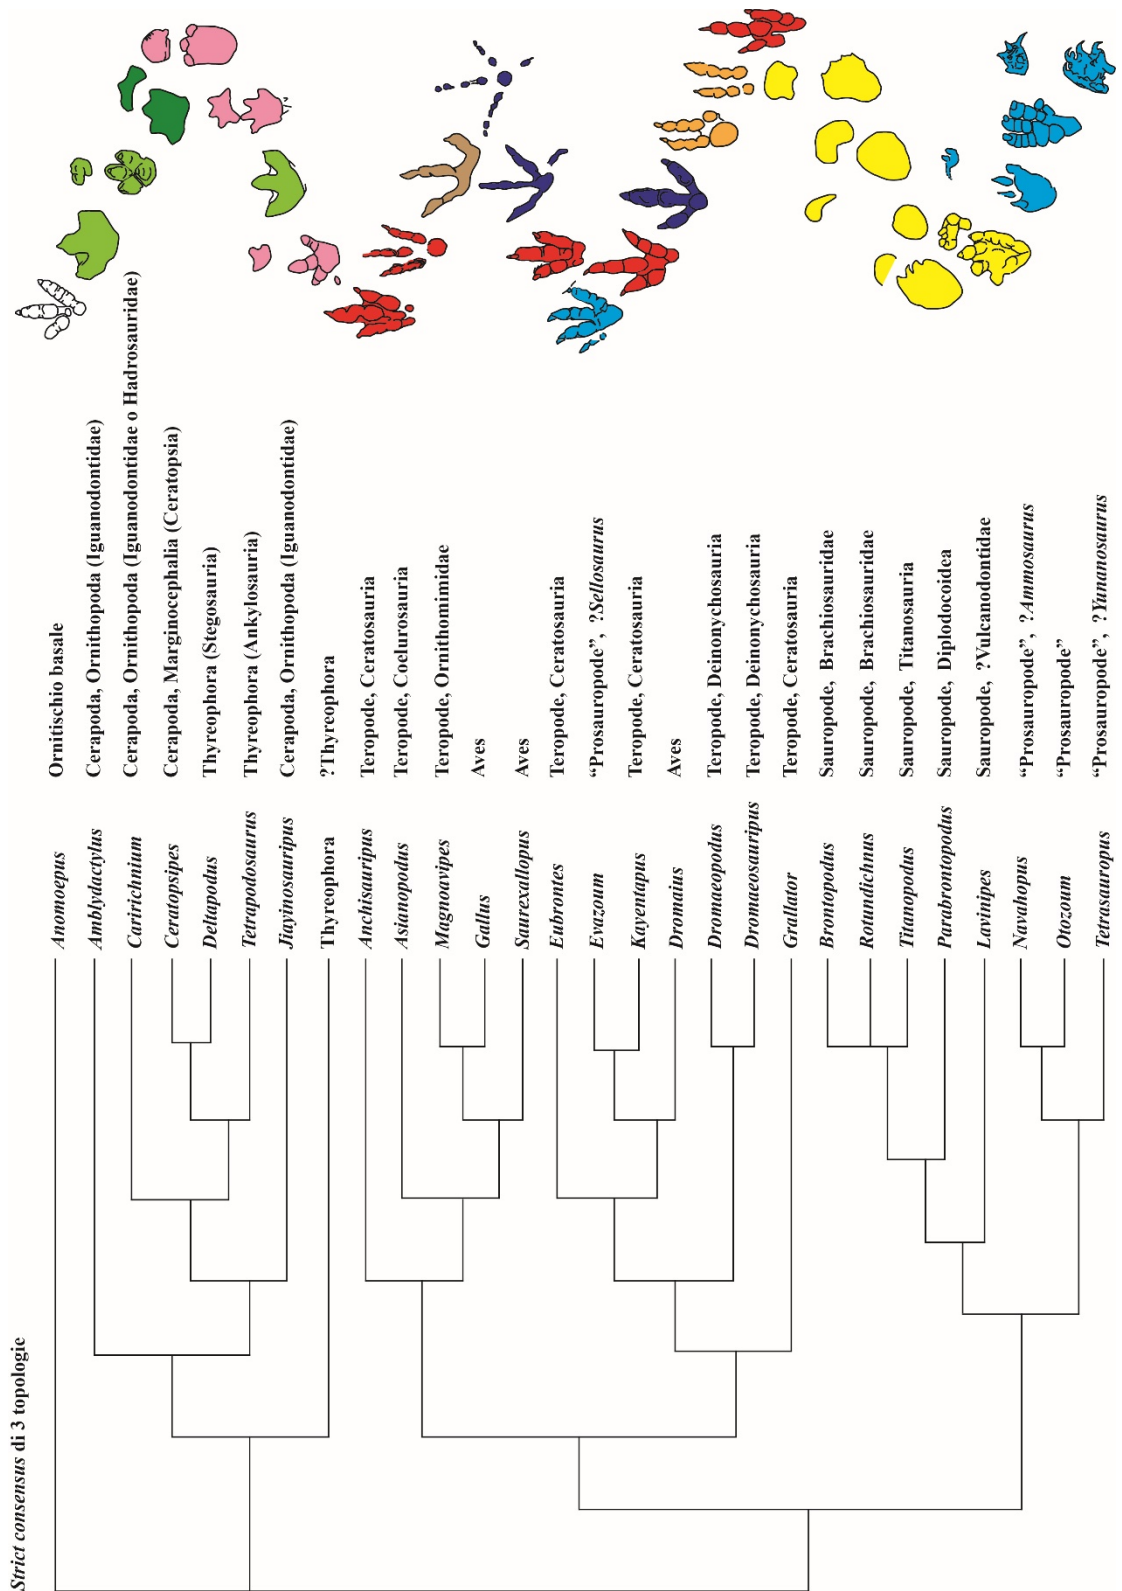 Strict consensus di 3 topologie
Anomoepus Ornitischio basale
Amblydactylus Cerapoda, Ornithopoda (Iguanodontidae)
Caririchnium Cerapoda, Ornithopoda (Iguanodontidae o Hadrosauridae)
Ceratopsipes Cerapoda, Marginocephalia (Ceratopsia)
Deltapodus Thyreophora (Stegosauria)
Tetrapodosaurus Thyreophora (Ankylosauria)
Jiayinosauripus Cerapoda, Ornithopoda (Iguanodontidae)
Thyreophora ?Thyreophora
Anchisauripus Teropode, Ceratosauria
Asianopodus Teropode, Coelurosauria
Magnoavipes Teropode, Ornithomimidae
Gallus Aves
Saurexallopus Aves
Eubrontes Teropode, Ceratosauria
Evazoum “Prosauropode”, ?Sellosaurus
Kayentapus Teropode, Ceratosauria
Dromaius Aves
Dromaeopodus Teropode, Deinonychosauria
Dromaeosauripus Teropode, Deinonychosauria
Grallator Teropode, Ceratosauria
Brontopodus Sauropode, Brachiosauridae
Rotundichnus Sauropode, Brachiosauridae
Titanopodus Sauropode, Titanosauria
Parabrontopodus Sauropode, Diplodocoidea
Lavinipes Sauropode, ?Vulcanodontidae
Navahopus “Prosauropode”, ?Ammosaurus
Otozoum “Prosauropode”
Tetrasauropus “Prosauropode”, ?Yunanosaurus